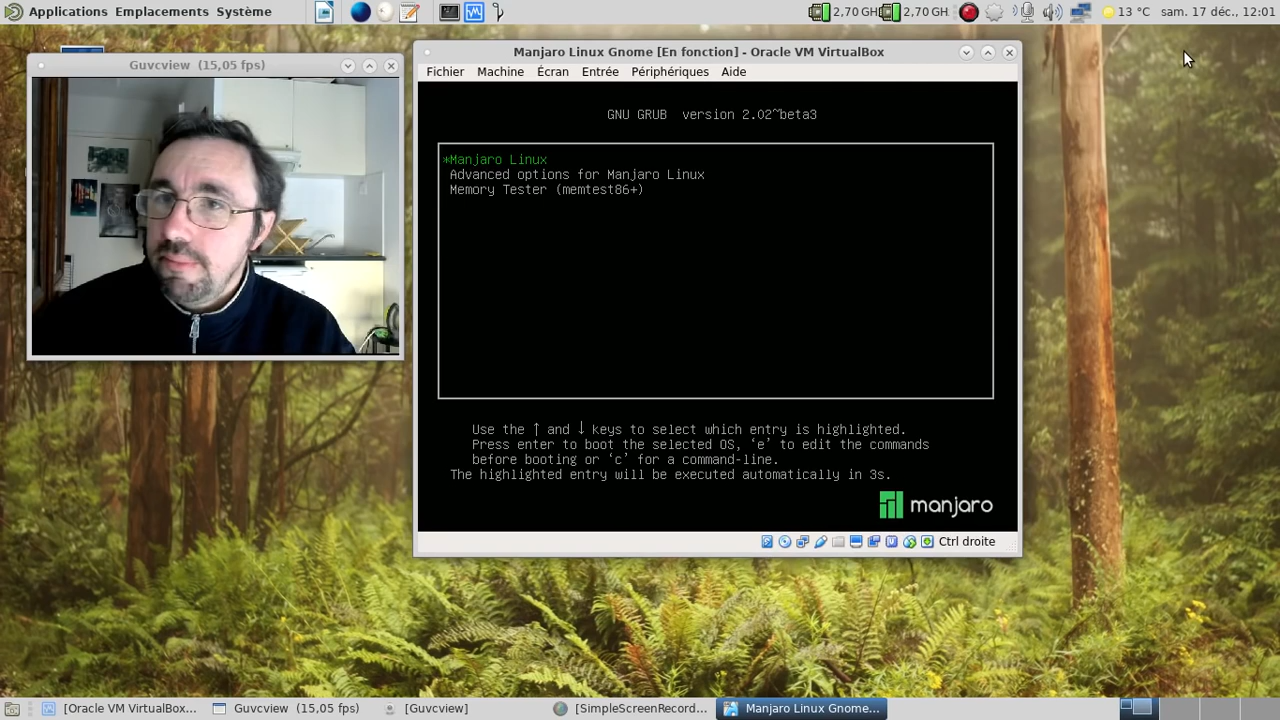 Applications Emplacements Système
2,70 GH 2,70 GH 13 °C sam. 17 déc., 12:01
Guvcview (15,05 fps)
Manjaro Linux Gnome [En fonction] - Oracle VM VirtualBox
Fichier Machine Écran Entrée Périphériques Aide
GNU GRUB version 2.02~beta3
*Manjaro Linux
Advanced options for Manjaro Linux
Memory Tester (memtest86+)
Use the ↑ and ↓ keys to select which entry is highlighted.
Press enter to boot the selected OS, ‘e’ to edit the commands
before booting or ‘c’ for a command-line.
The highlighted entry will be executed automatically in 3s.
manjaro
Ctrl droite
[Oracle VM VirtualBox... Guvcview (15,05 fps) [Guvcview] [SimpleScreenRecord... Manjaro Linux Gnome...